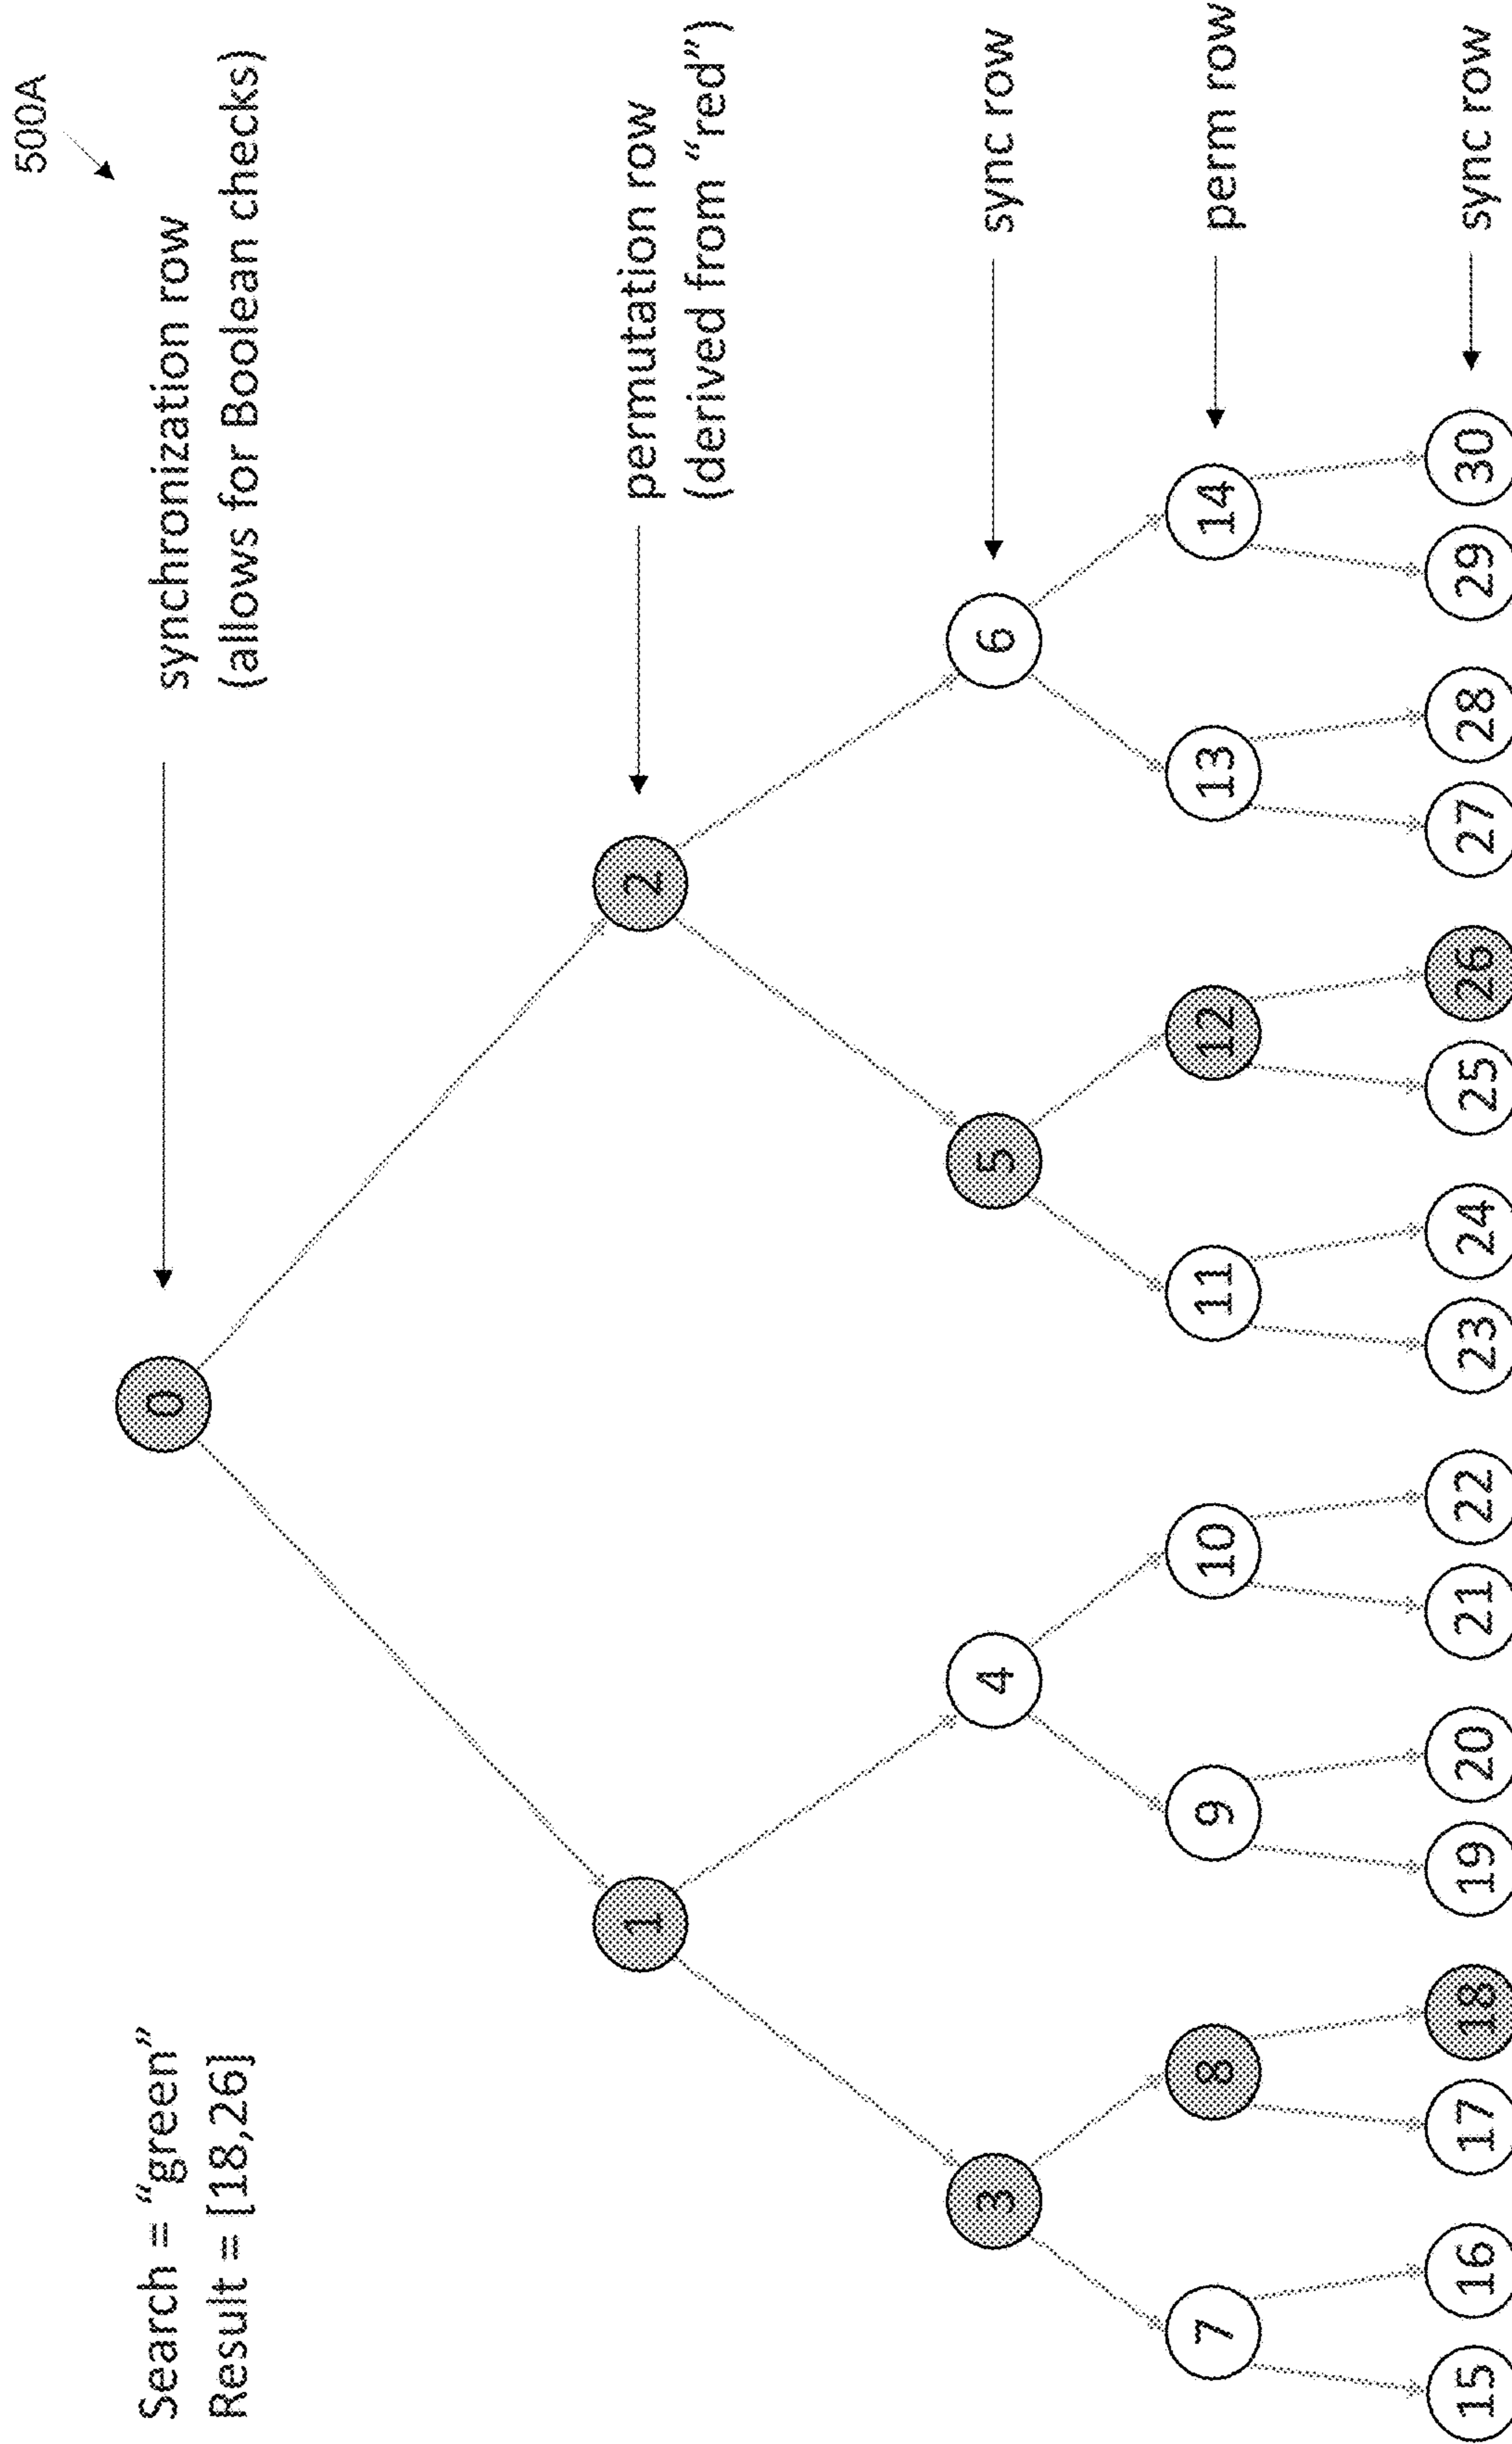 500A
Search = “green”
Result = [18,26]
synchronization row
(allows for Boolean checks)
0
permutation row
(derived from “red”)
1 2
sync row
3 4 5 6
perm row
7 8 9 10 11 12 13 14
sync row
15 16 17 18 19 20 21 22 23 24 25 26 27 28 29 30